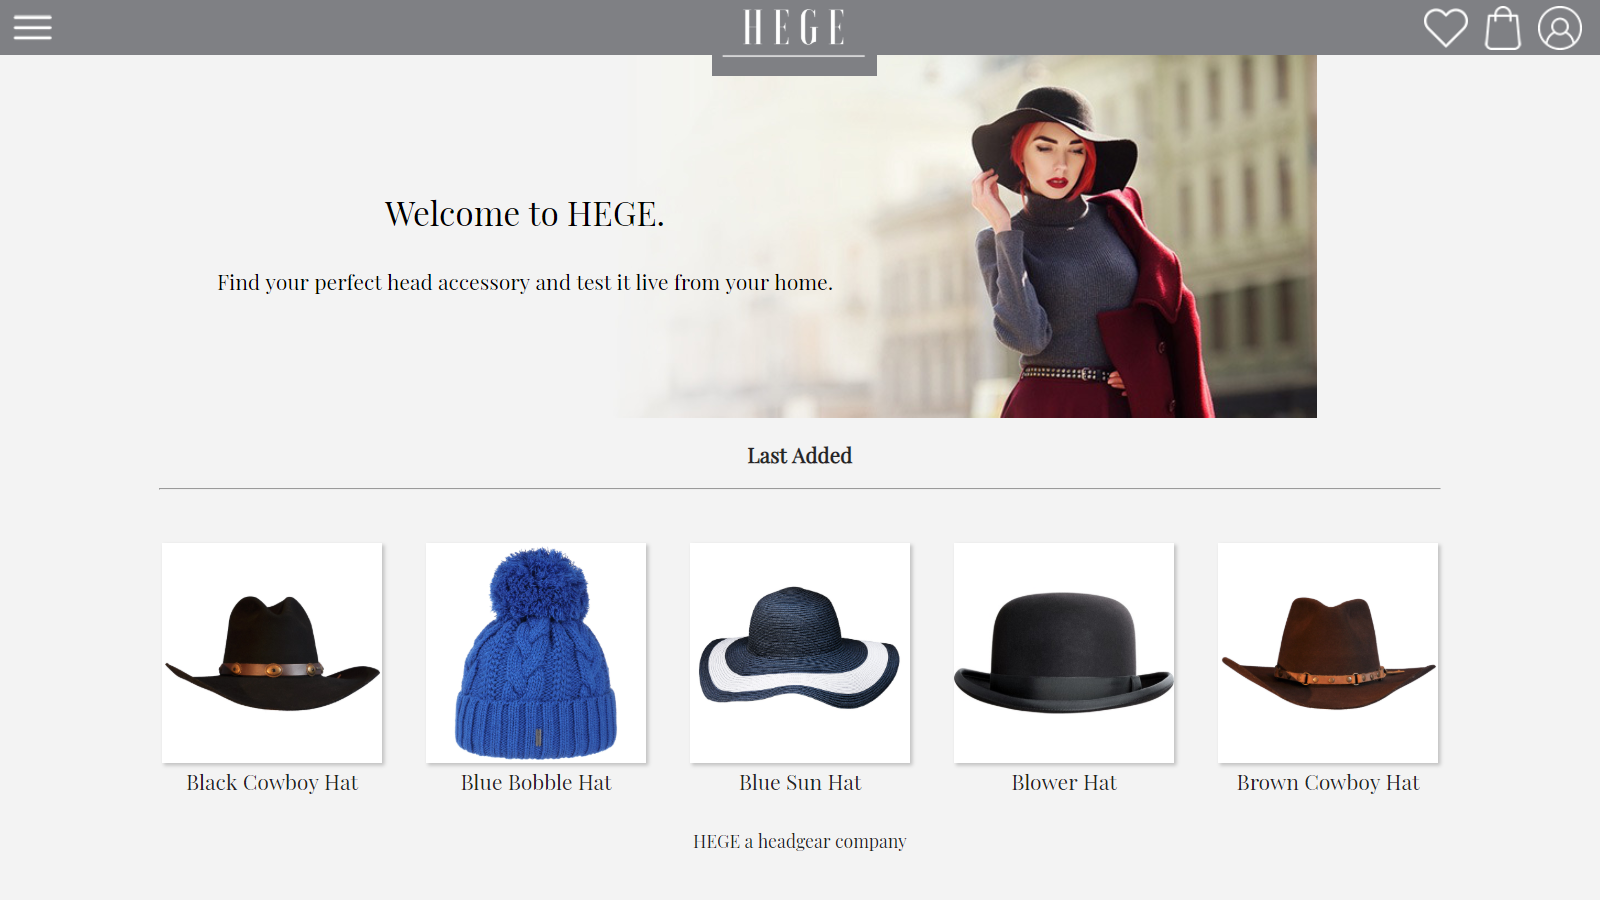 HEGE
Welcome to HEGE.
Find your perfect head accessory and test it live from your home.
Last Added
Black Cowboy Hat
Blue Bobble Hat
Blue Sun Hat
Blower Hat
Brown Cowboy Hat
HEGE a headgear company